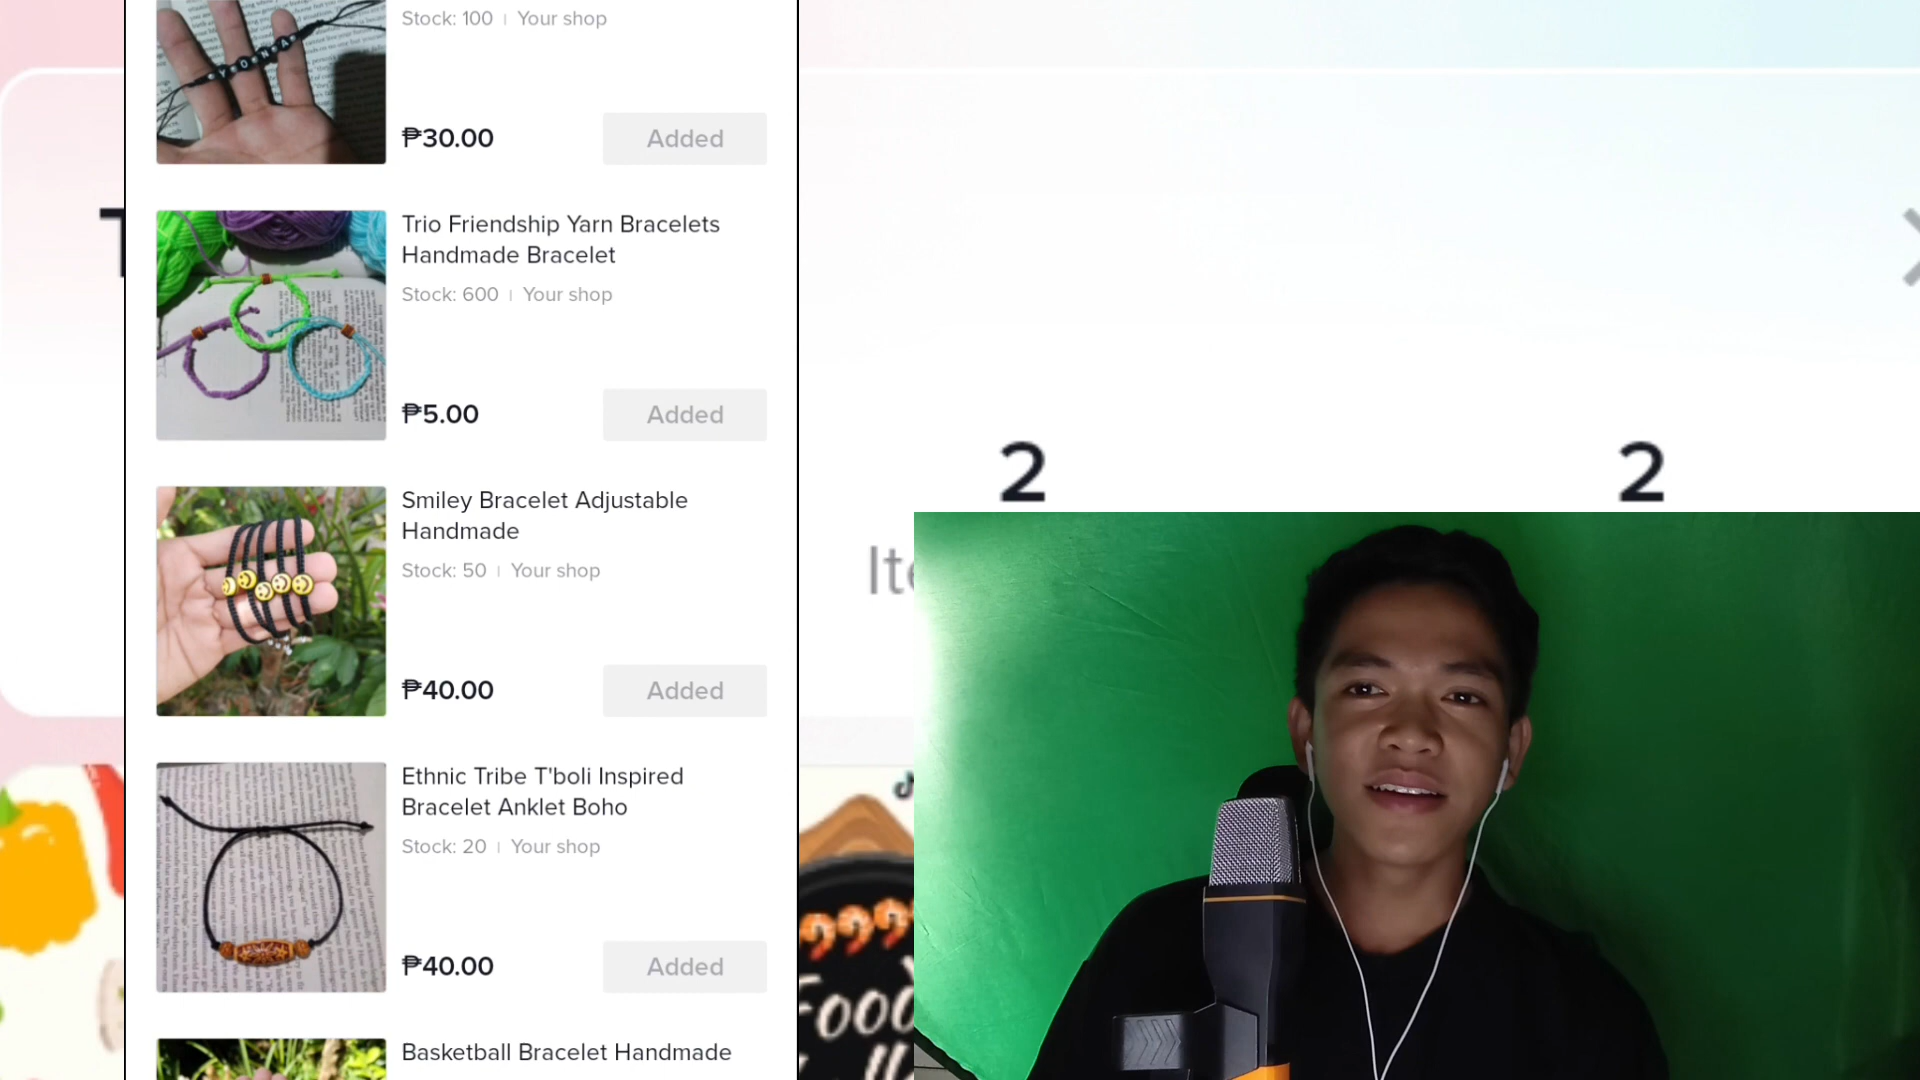 Stock: 100 | Your shop
₱30.00
Added
Trio Friendship Yarn Bracelets
Handmade Bracelet
Stock: 600 | Your shop
₱5.00
Added
Smiley Bracelet Adjustable
Handmade
Stock: 50 | Your shop
₱40.00
Added
Ethnic Tribe T'boli Inspired
Bracelet Anklet Boho
Stock: 20 | Your shop
₱40.00
Added
Basketball Bracelet Handmade
YONA
2
2